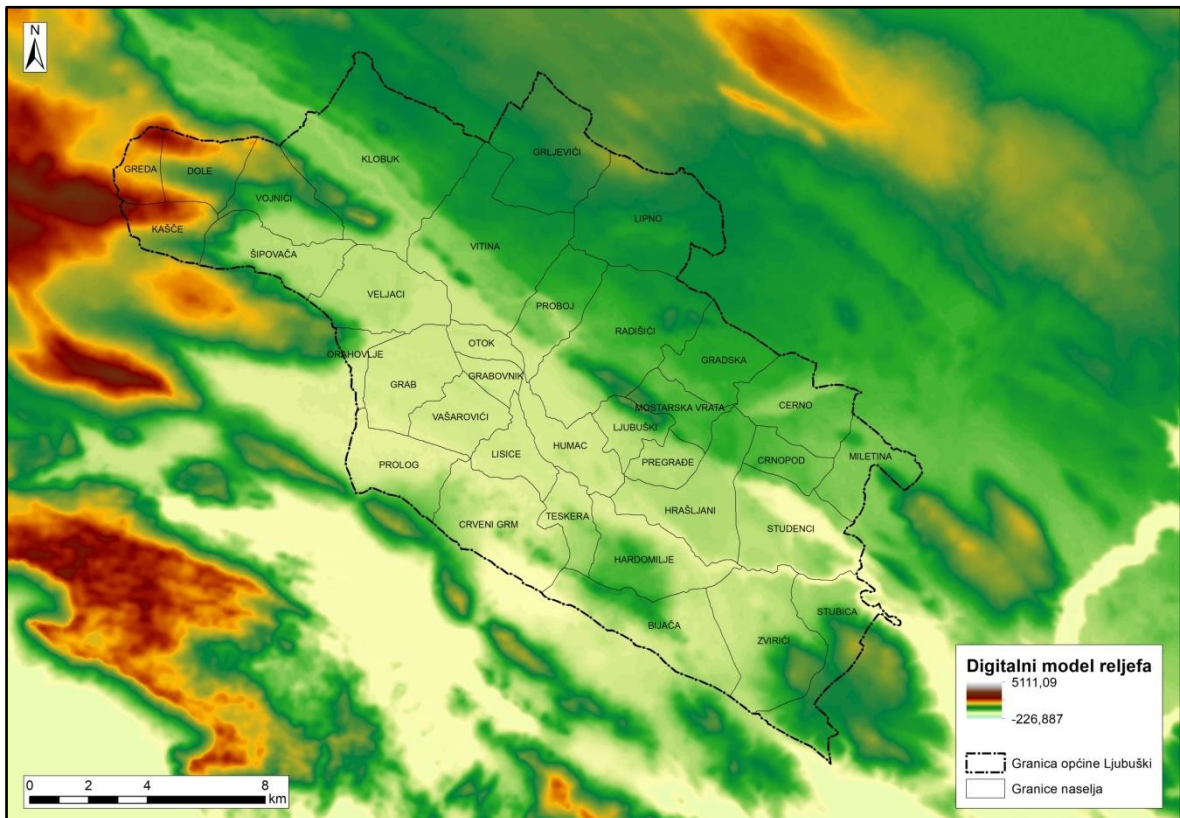 N
KLOBUK
GRLJEVIĆI
GREDA
DOLE
VOJNIĆI
LIPNO
KAŠČE
ŠIPOVAČA
VITINA
VELJACI
PROBOJ
RADIŠIĆI
OTOK
ORAHOVLJE
GRADSKA
GRABOVNIK
GRAB
MOSTARSKA VRATA
CERNO
VAŠAROVIĆI
LJUBUŠKI
HUMAC
LISICE
PREGRAĐE
CRNOPOD
MILETINA
PROLOG
HRAŠLJANI
TESKERA
CRVENI GRM
STUDENCI
HARDOMILJE
STUBICA
BIJAČA
ZVIRIĆI
Digitalni model reljefa
5111,09
-226,887
Granica općine Ljubuški
Granice naselja
0 2 4 8
km